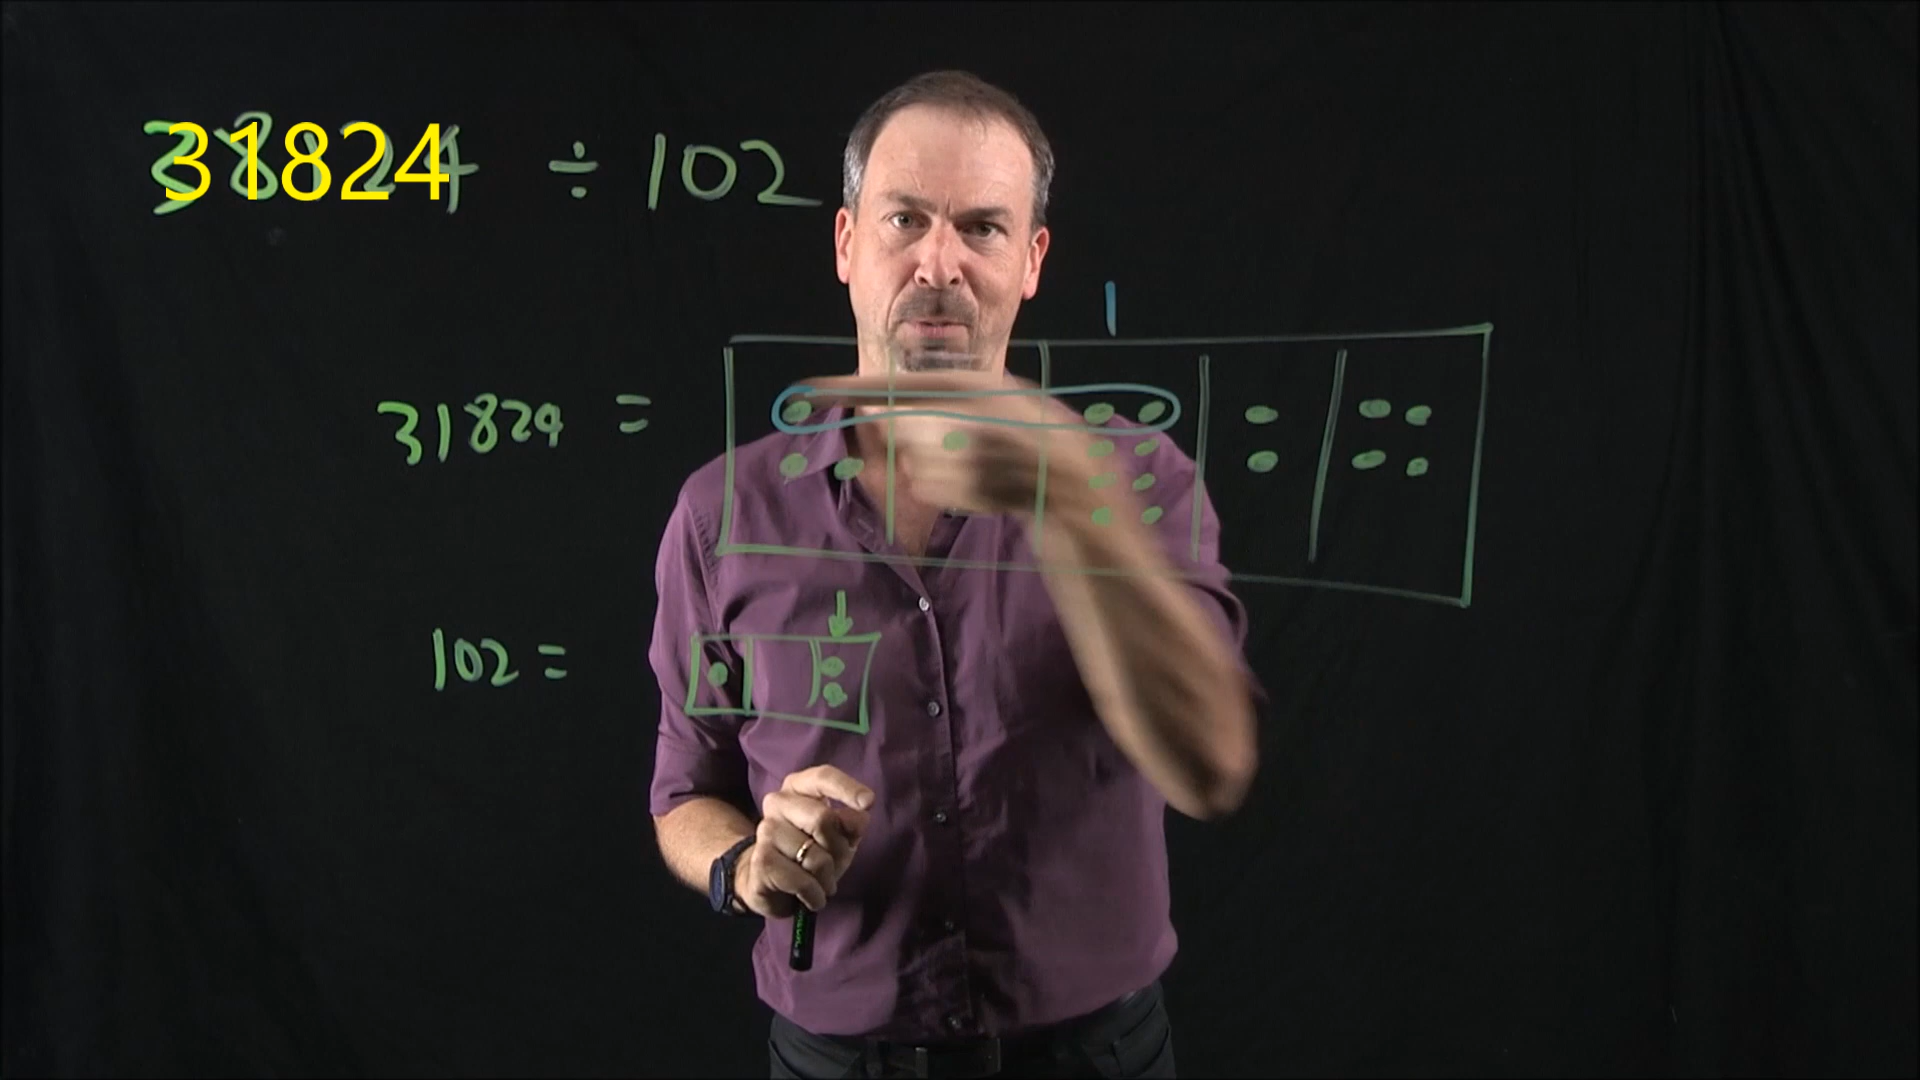 31824 ÷ 102
1
31824 =
102 =